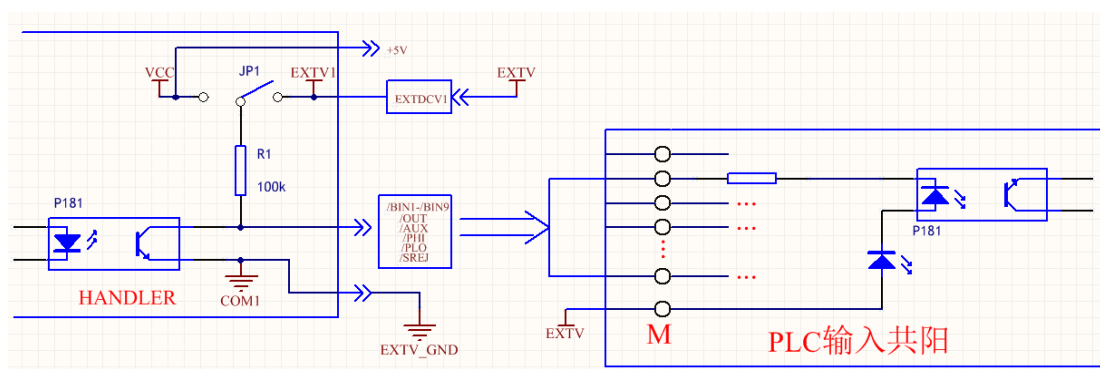 +5V
VCC
JP1
EXTV1
EXTV
EXTDCV1
R1
100k
P181
/BIN1-/BIN9
/OUT
/AUX
/PHI
/PLO
/SREJ
P181
HANDLER
COM1
EXTV_GND
EXTV
M
PLC输入共阳